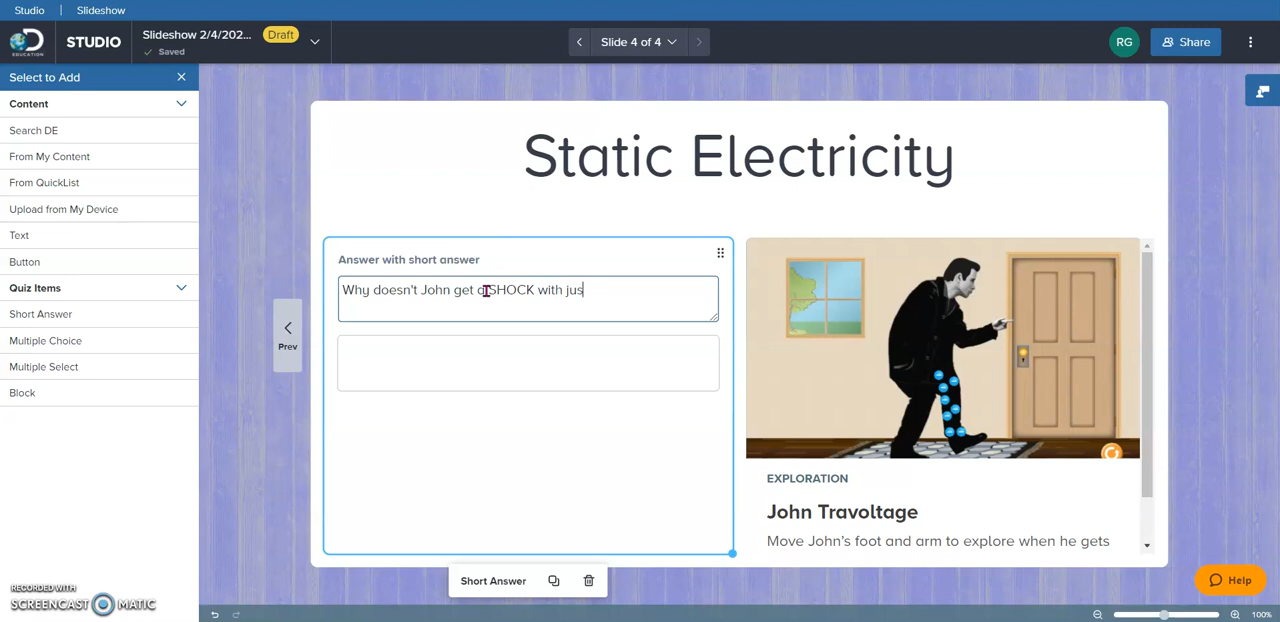 Studio
Slideshow
EDUCATION
STUDIO
Slideshow 2/4/202...
Draft
Saved
Slide 4 of 4
RG
Share
Select to Add
Content
Search DE
From My Content
From QuickList
Upload from My Device
Text
Button
Quiz Items
Short Answer
Multiple Choice
Multiple Select
Block
Static Electricity
Prev
Answer with short answer
Why doesn't John get a SHOCK with jus
EXPLORATION
John Travoltage
Move John's foot and arm to explore when he gets
Short Answer
Help
RECORDED WITH
SCREENCAST MATIC
100%